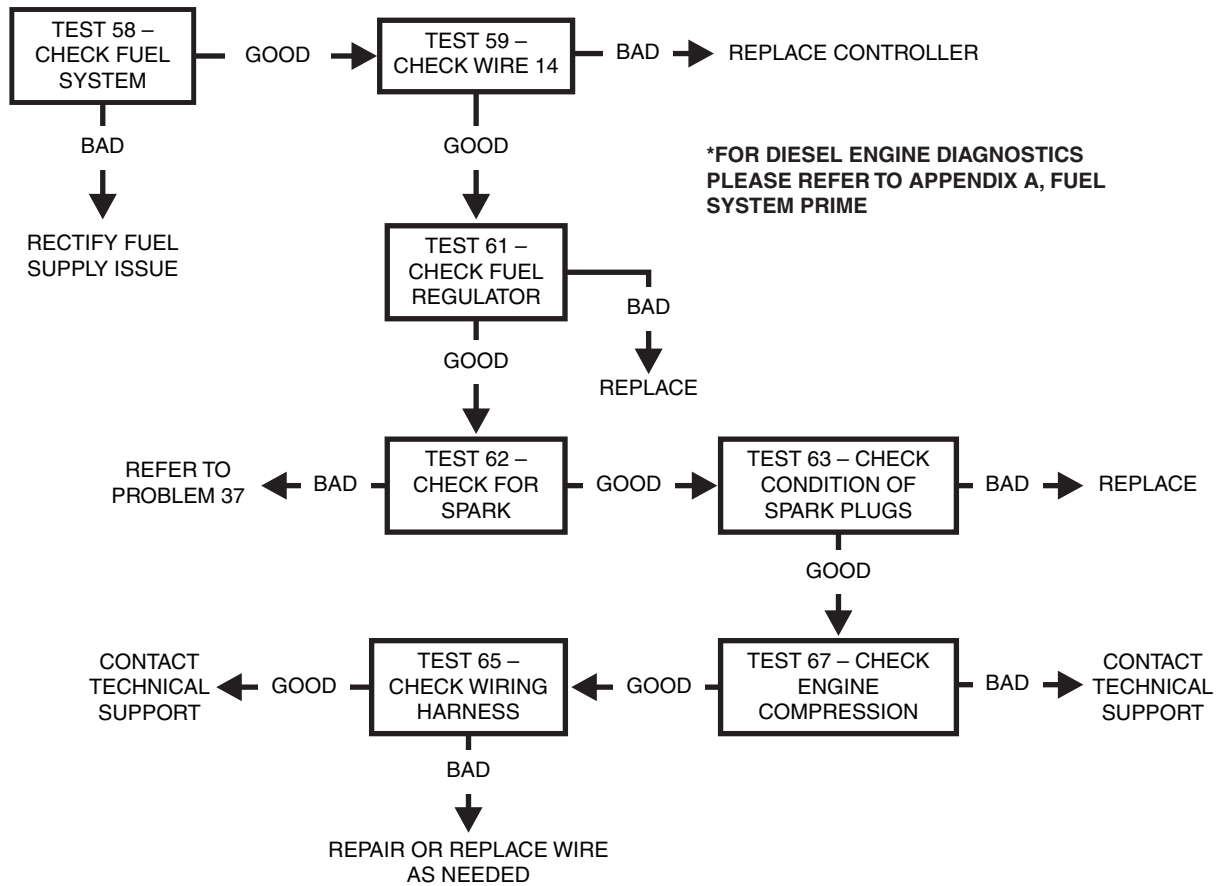 TEST 58 –
CHECK FUEL
SYSTEM
GOOD
TEST 59 –
CHECK WIRE 14
BAD
REPLACE CONTROLLER
BAD
RECTIFY FUEL
SUPPLY ISSUE
GOOD
*FOR DIESEL ENGINE DIAGNOSTICS
PLEASE REFER TO APPENDIX A, FUEL
SYSTEM PRIME
TEST 61 –
CHECK FUEL
REGULATOR
BAD
REPLACE
GOOD
TEST 62 –
CHECK FOR
SPARK
BAD
REFER TO
PROBLEM 37
GOOD
TEST 63 – CHECK
CONDITION OF
SPARK PLUGS
BAD
REPLACE
GOOD
TEST 67 – CHECK
ENGINE
COMPRESSION
BAD
CONTACT
TECHNICAL
SUPPORT
GOOD
TEST 65 –
CHECK WIRING
HARNESS
GOOD
CONTACT
TECHNICAL
SUPPORT
BAD
REPAIR OR REPLACE WIRE
AS NEEDED